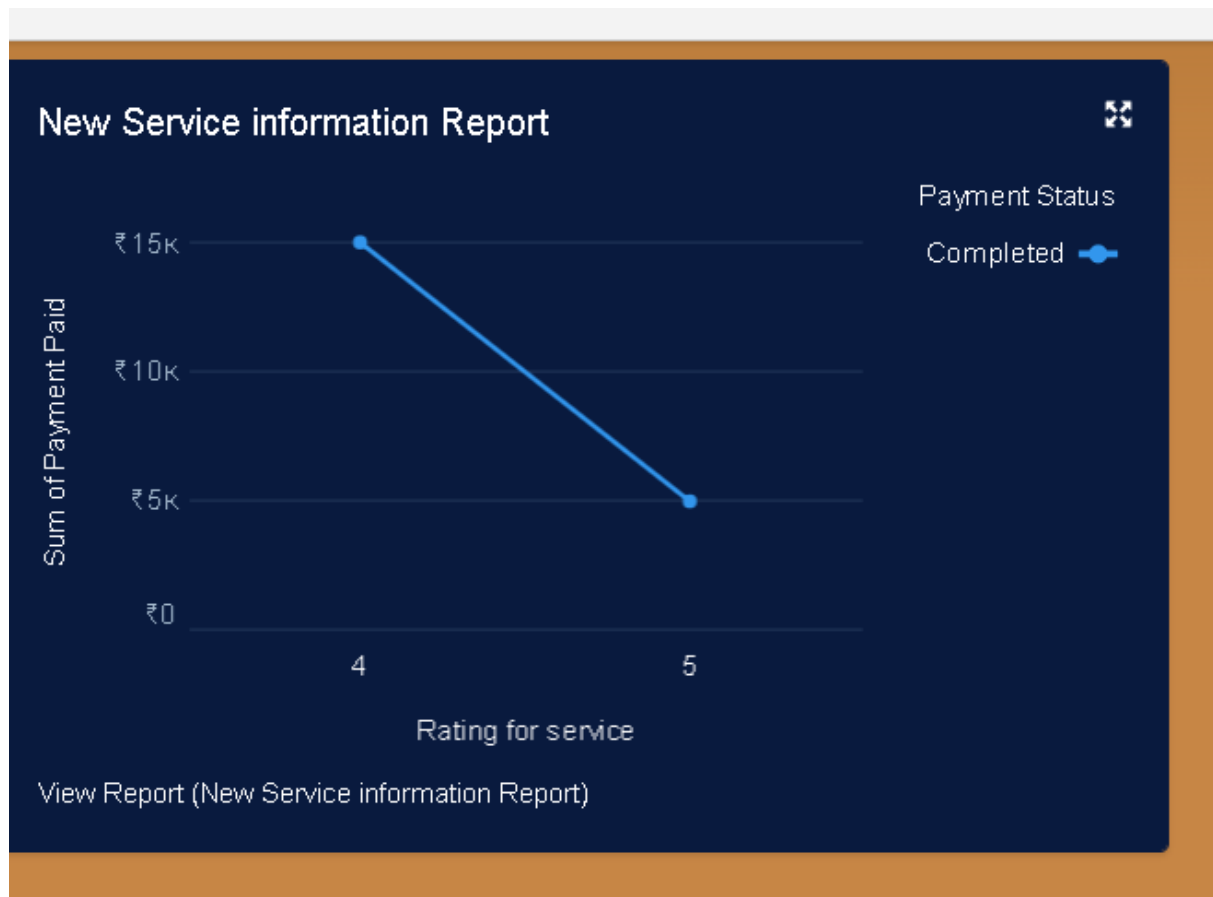 New Service information Report
Payment Status
Completed
Sum of Payment Paid
₹15K
₹10K
₹5K
₹0
4 5
Rating for service
View Report (New Service information Report)